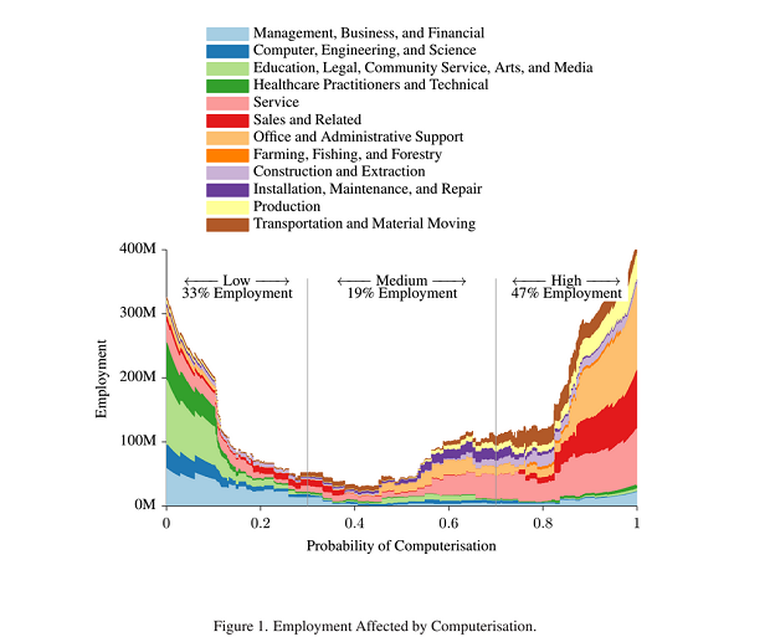 Management, Business, and Financial
Computer, Engineering, and Science
Education, Legal, Community Service, Arts, and Media
Healthcare Practitioners and Technical
Service
Sales and Related
Office and Administrative Support
Farming, Fishing, and Forestry
Construction and Extraction
Installation, Maintenance, and Repair
Production
Transportation and Material Moving
400M
300M
200M
100M
0M
Employment
← Low →
33% Employment
← Medium →
19% Employment
← High →
47% Employment
0 0.2 0.4 0.6 0.8 1
Probability of Computerisation
Figure 1. Employment Affected by Computerisation.